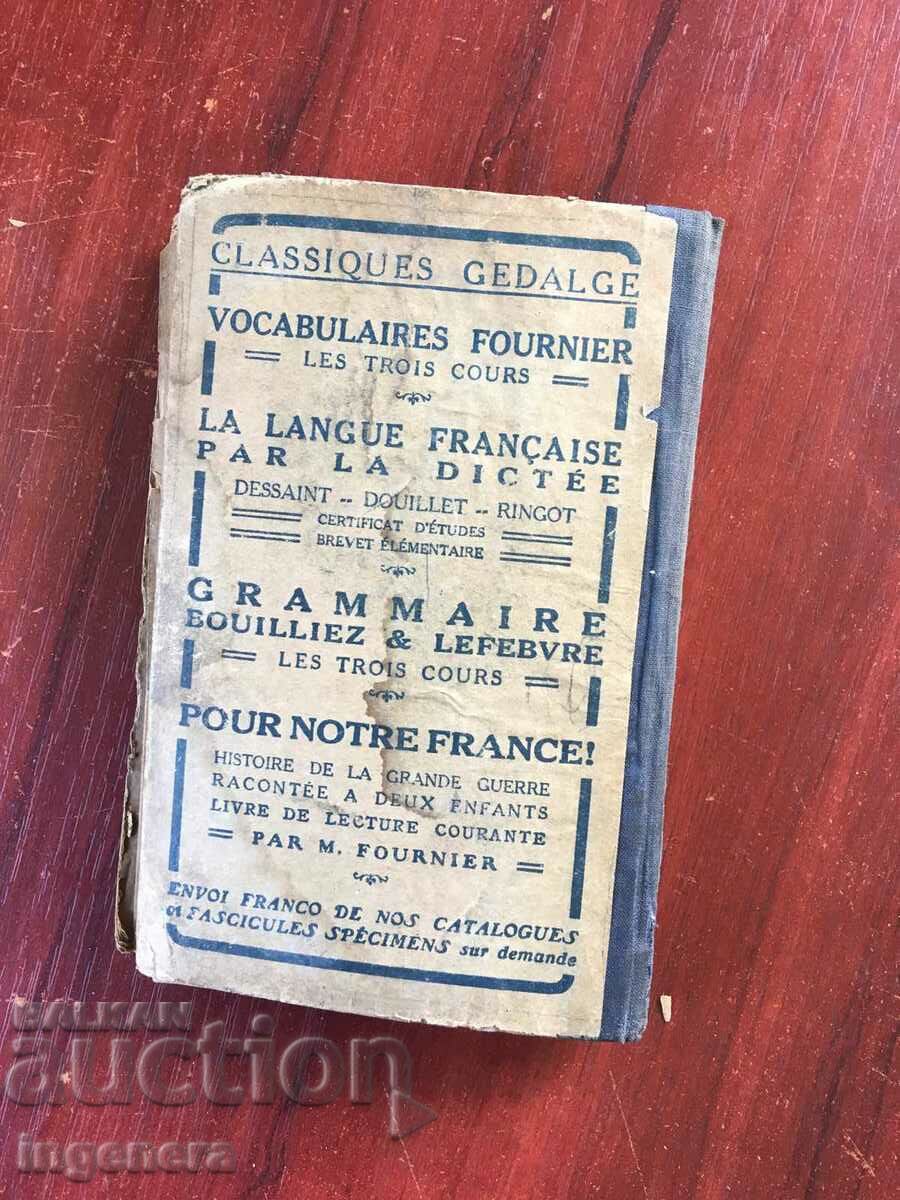 CLASSIQUES GEDALGE
VOCABULAIRES FOURNIER
LES TROIS COURS
LA LANGUE FRANÇAISE
PAR LA DICTÉE
DESSAINT -- DOUILLET -- RINGOT
CERTIFICAT D'ÉTUDES
BREVET ÉLÉMENTAIRE
GRAMMAIRE
BOUILLIEZ & LEFEBVRE
LES TROIS COURS
POUR NOTRE FRANCE!
HISTOIRE DE LA GRANDE GUERRE
RACONTÉE A DEUX ENFANTS
LIVRE DE LECTURE COURANTE
PAR M. FOURNIER
ENVOI FRANCO DE NOS CATALOGUES
et FASCICULES SPÉCIMENS sur demande
BALKAN
auction
ingenera